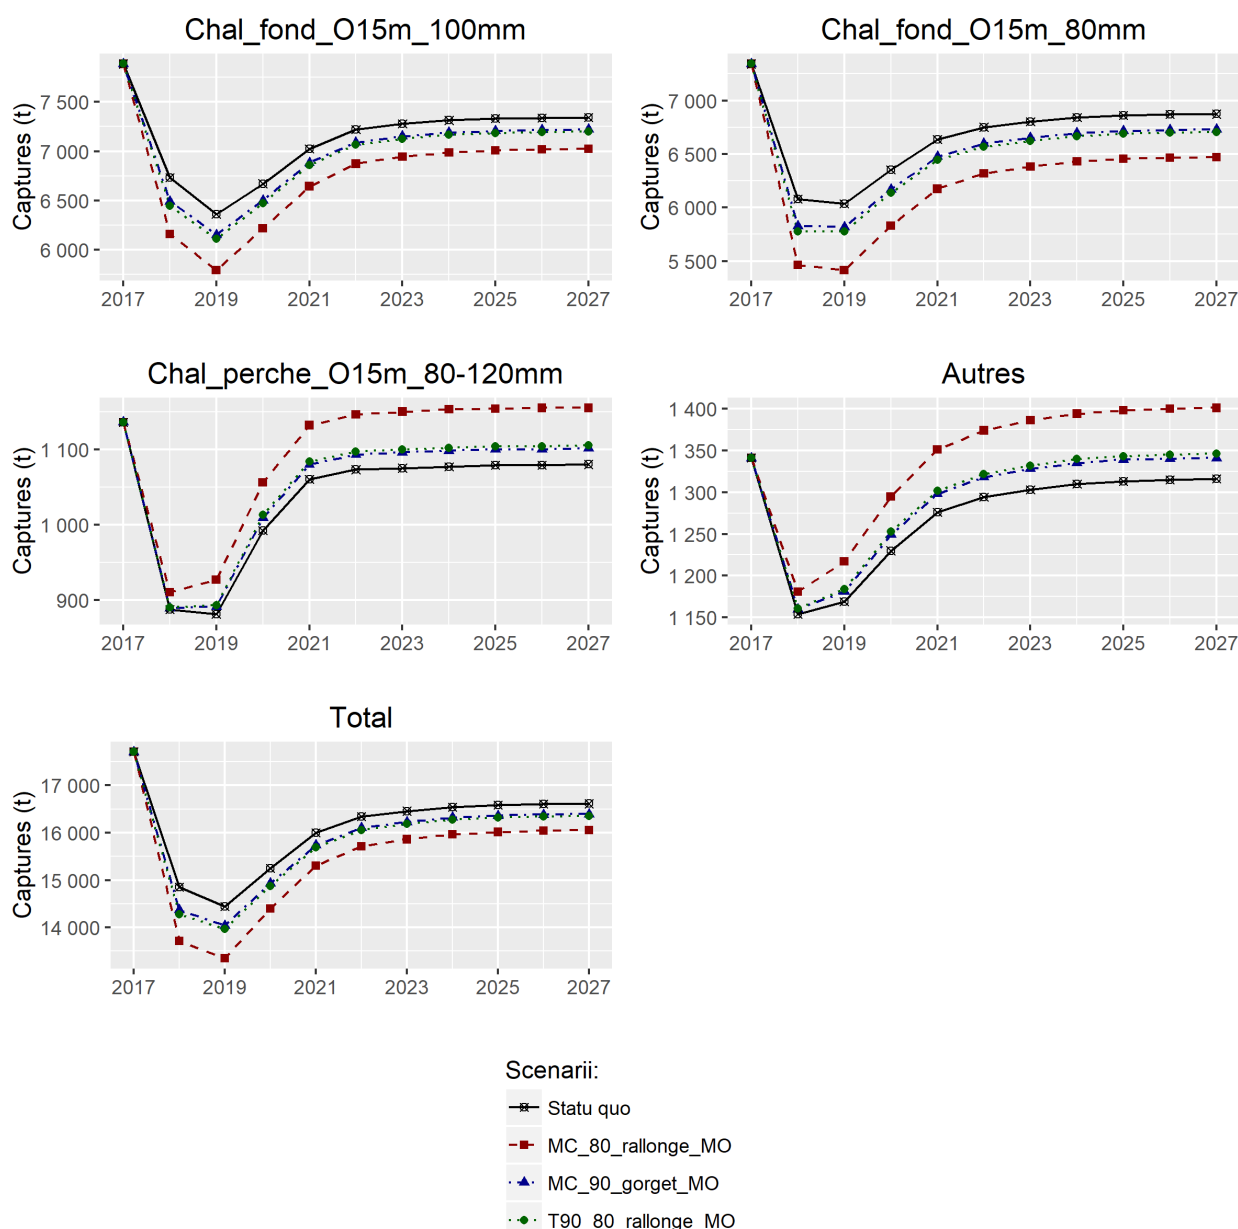 Chal_fond_O15m_100mm
Captures (t)
7 500
7 000
6 500
6 000
2017 2019 2021 2023 2025 2027
Chal_fond_O15m_80mm
Captures (t)
7 000
6 500
6 000
5 500
2017 2019 2021 2023 2025 2027
Chal_perche_O15m_80-120mm
Captures (t)
1 100
1 000
900
2017 2019 2021 2023 2025 2027
Autres
Captures (t)
1 400
1 350
1 300
1 250
1 200
1 150
2017 2019 2021 2023 2025 2027
Total
Captures (t)
17 000
16 000
15 000
14 000
2017 2019 2021 2023 2025 2027
Scenarii:
Statu quo
MC_80_rallonge_MO
MC_90_gorget_MO
T90_80_rallonge_MO